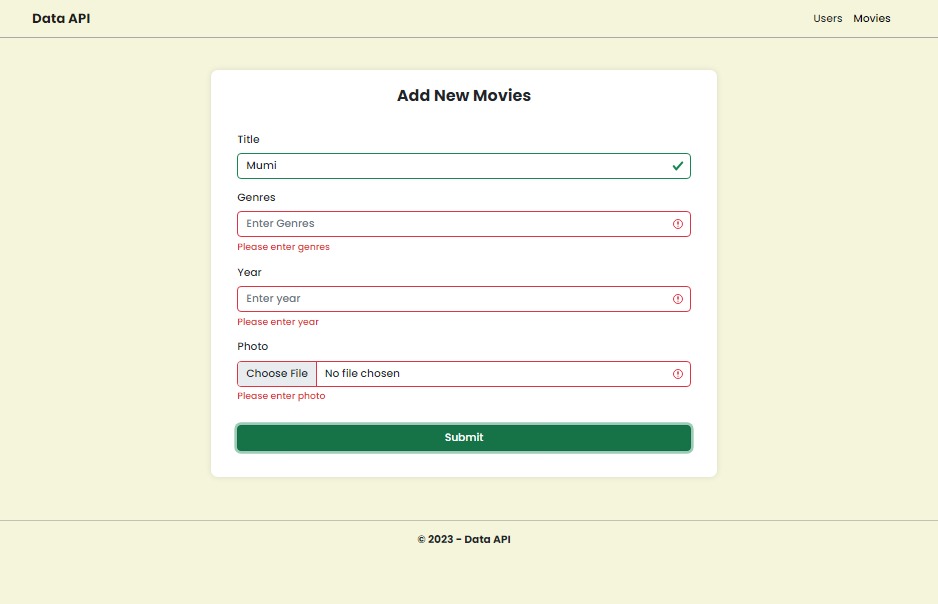 Data API
Users Movies
Add New Movies
Title
Mumi
Genres
Enter Genres
Please enter genres
Year
Enter year
Please enter year
Photo
Choose File No file chosen
Please enter photo
Submit
© 2023 - Data API